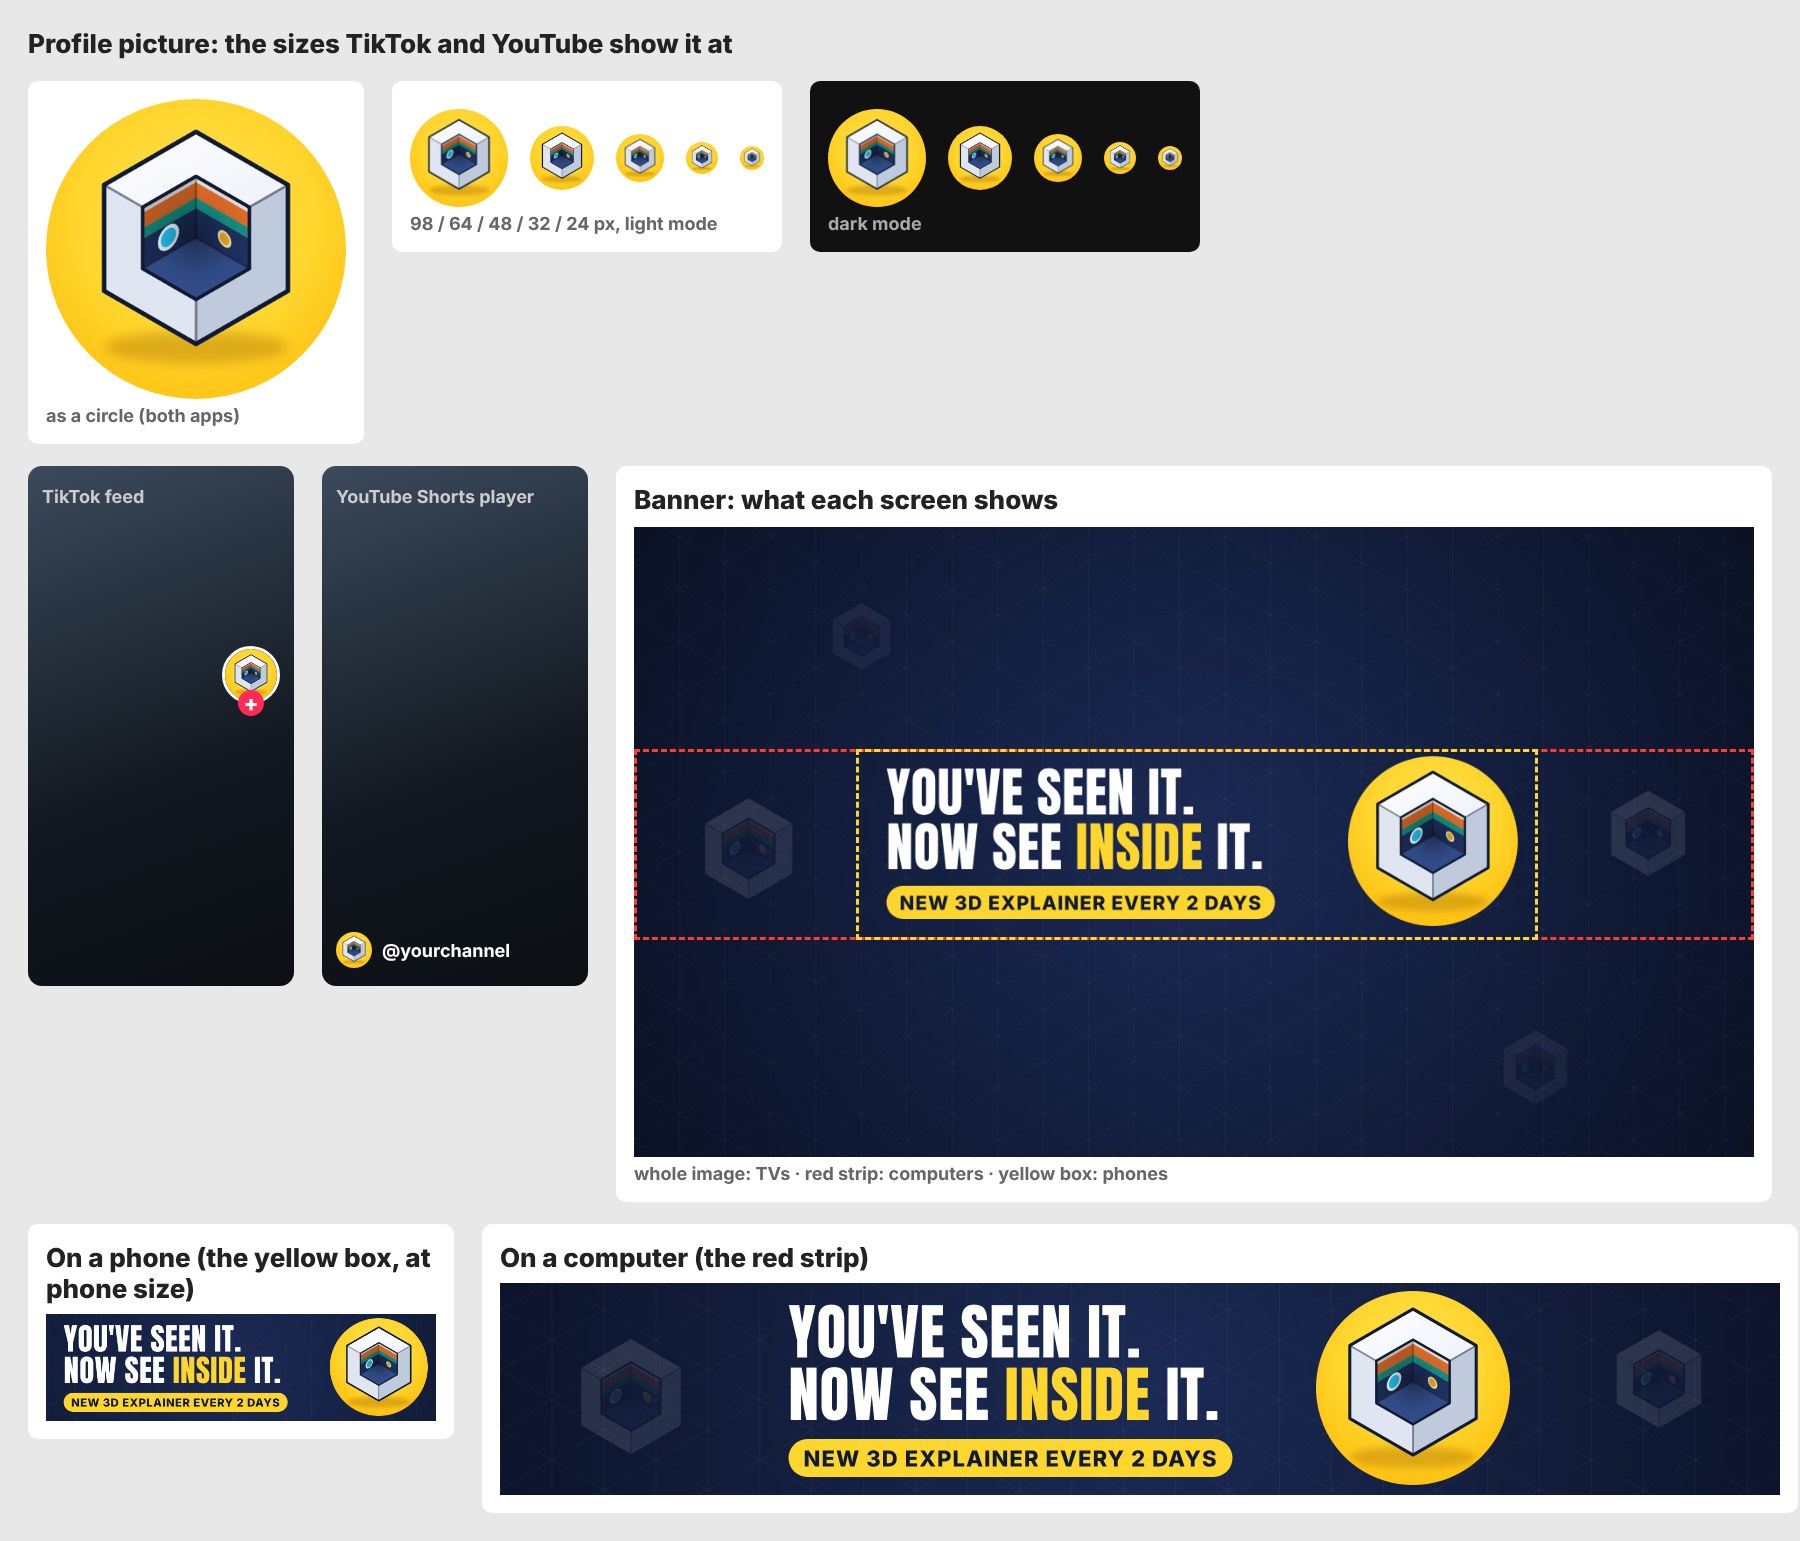 Profile picture: the sizes TikTok and YouTube show it at
as a circle (both apps)
98 / 64 / 48 / 32 / 24 px, light mode
dark mode
TikTok feed
+
YouTube Shorts player
@yourchannel
Banner: what each screen shows
YOU'VE SEEN IT.
NOW SEE INSIDE IT.
NEW 3D EXPLAINER EVERY 2 DAYS
whole image: TVs · red strip: computers · yellow box: phones
On a phone (the yellow box, at
phone size)
YOU'VE SEEN IT.
NOW SEE INSIDE IT.
NEW 3D EXPLAINER EVERY 2 DAYS
On a computer (the red strip)
YOU'VE SEEN IT.
NOW SEE INSIDE IT.
NEW 3D EXPLAINER EVERY 2 DAYS